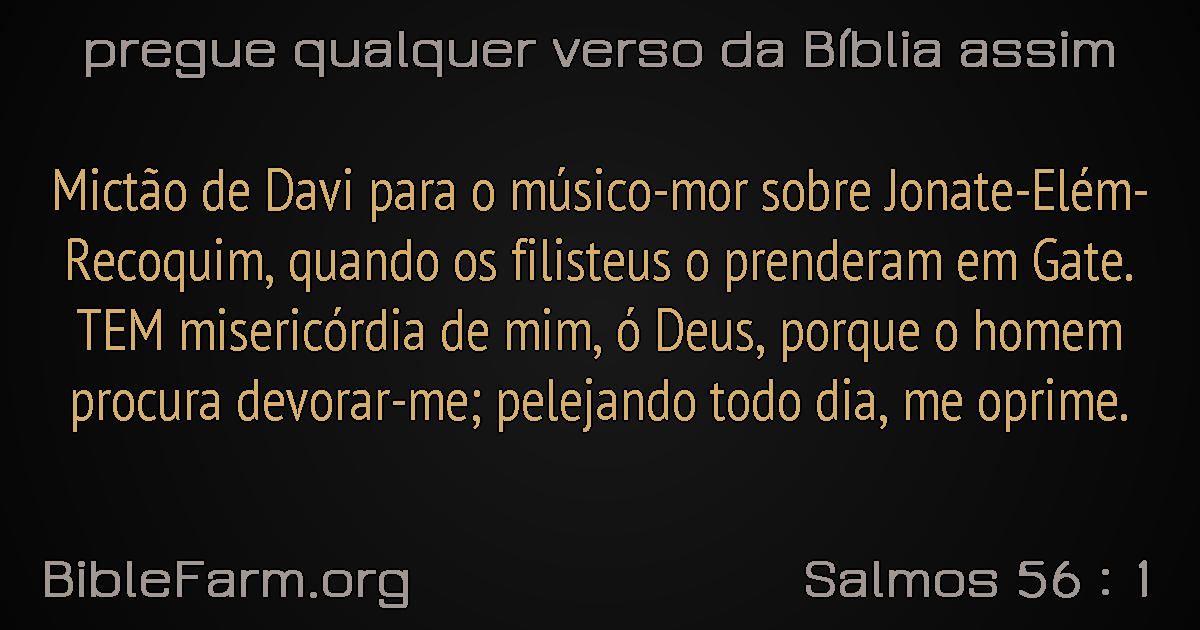 pregue qualquer verso da Bíblia assim
Mictão de Davi para o músico-mor sobre Jonate-Elém-
Recoquim, quando os filisteus o prenderam em Gate.
TEM misericórdia de mim, ó Deus, porque o homem
procura devorar-me; pelejando todo dia, me oprime.
BibleFarm.org
Salmos 56 : 1